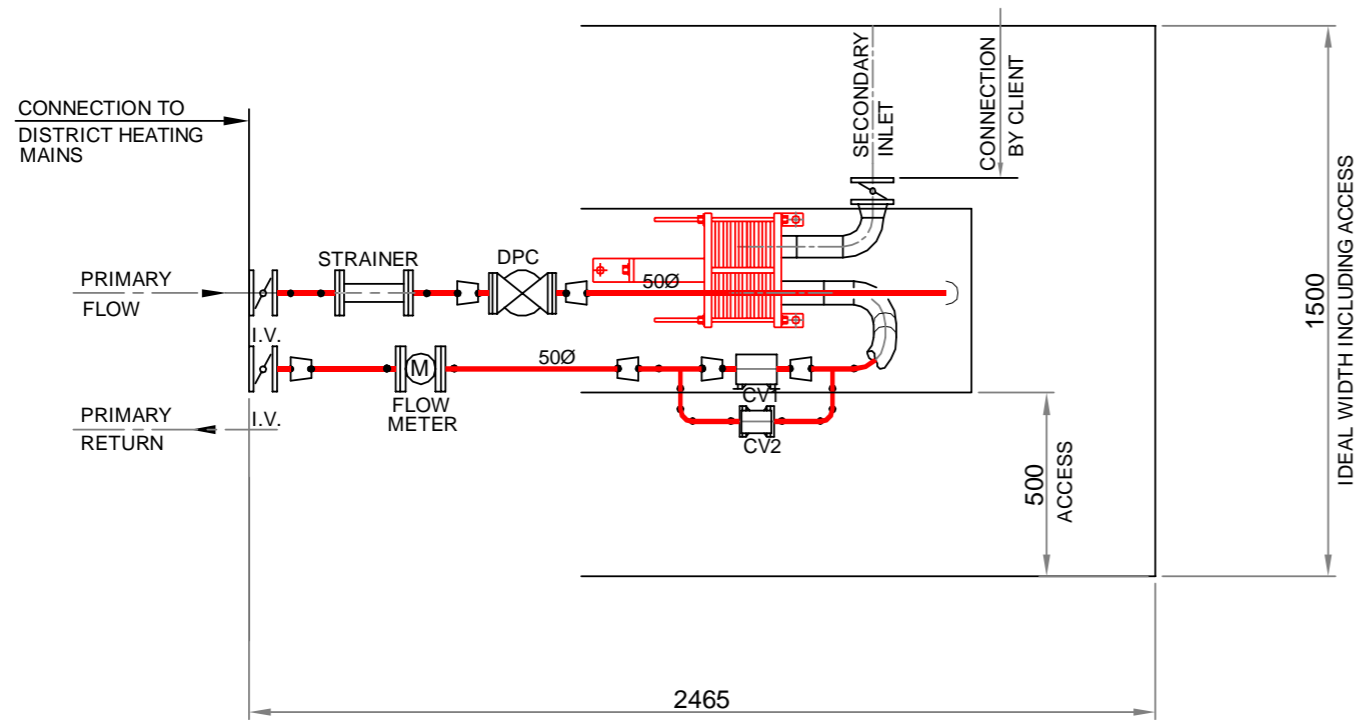 CONNECTION TO
DISTRICT HEATING
MAINS
SECONDARY
INLET
CONNECTION
BY CLIENT
PRIMARY
FLOW
STRAINER
DPC
50Ø
I.V.
M
FLOW
METER
50Ø
CV1
CV2
PRIMARY
RETURN
I.V.
500
ACCESS
1500
IDEAL WIDTH INCLUDING ACCESS
2465